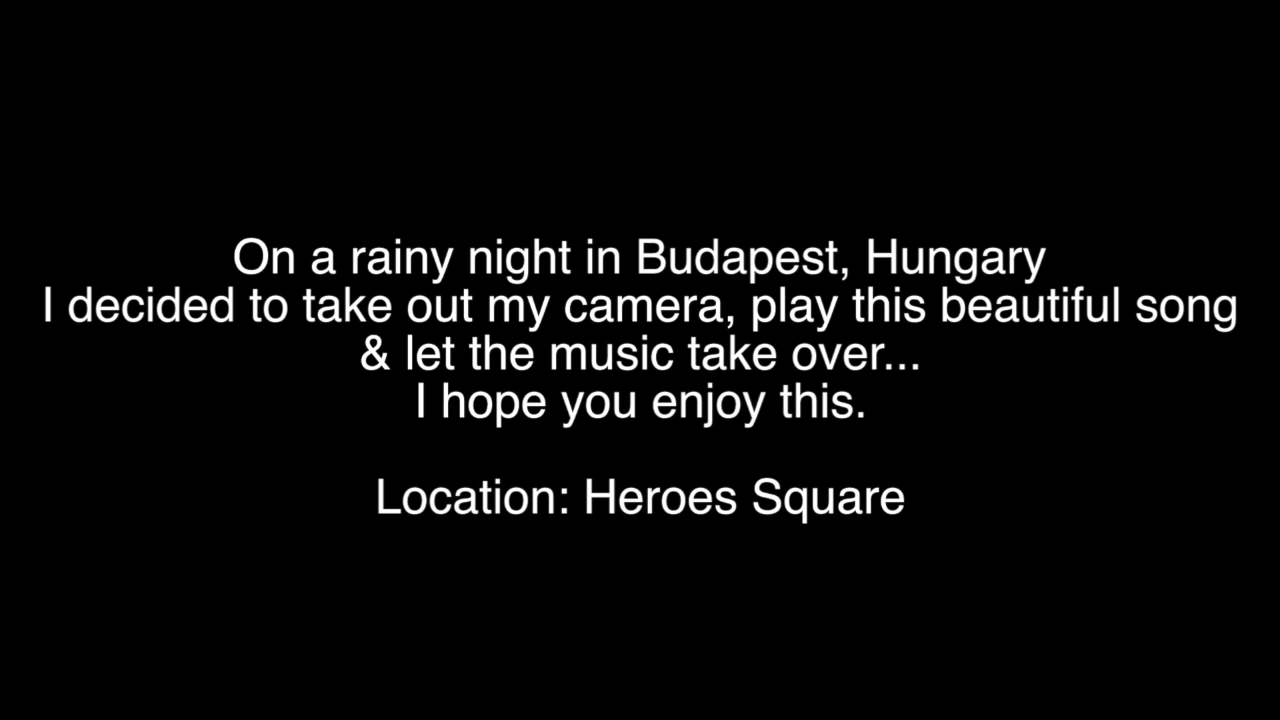 On a rainy night in Budapest, Hungary
I decided to take out my camera, play this beautiful song
& let the music take over...
I hope you enjoy this.
Location: Heroes Square